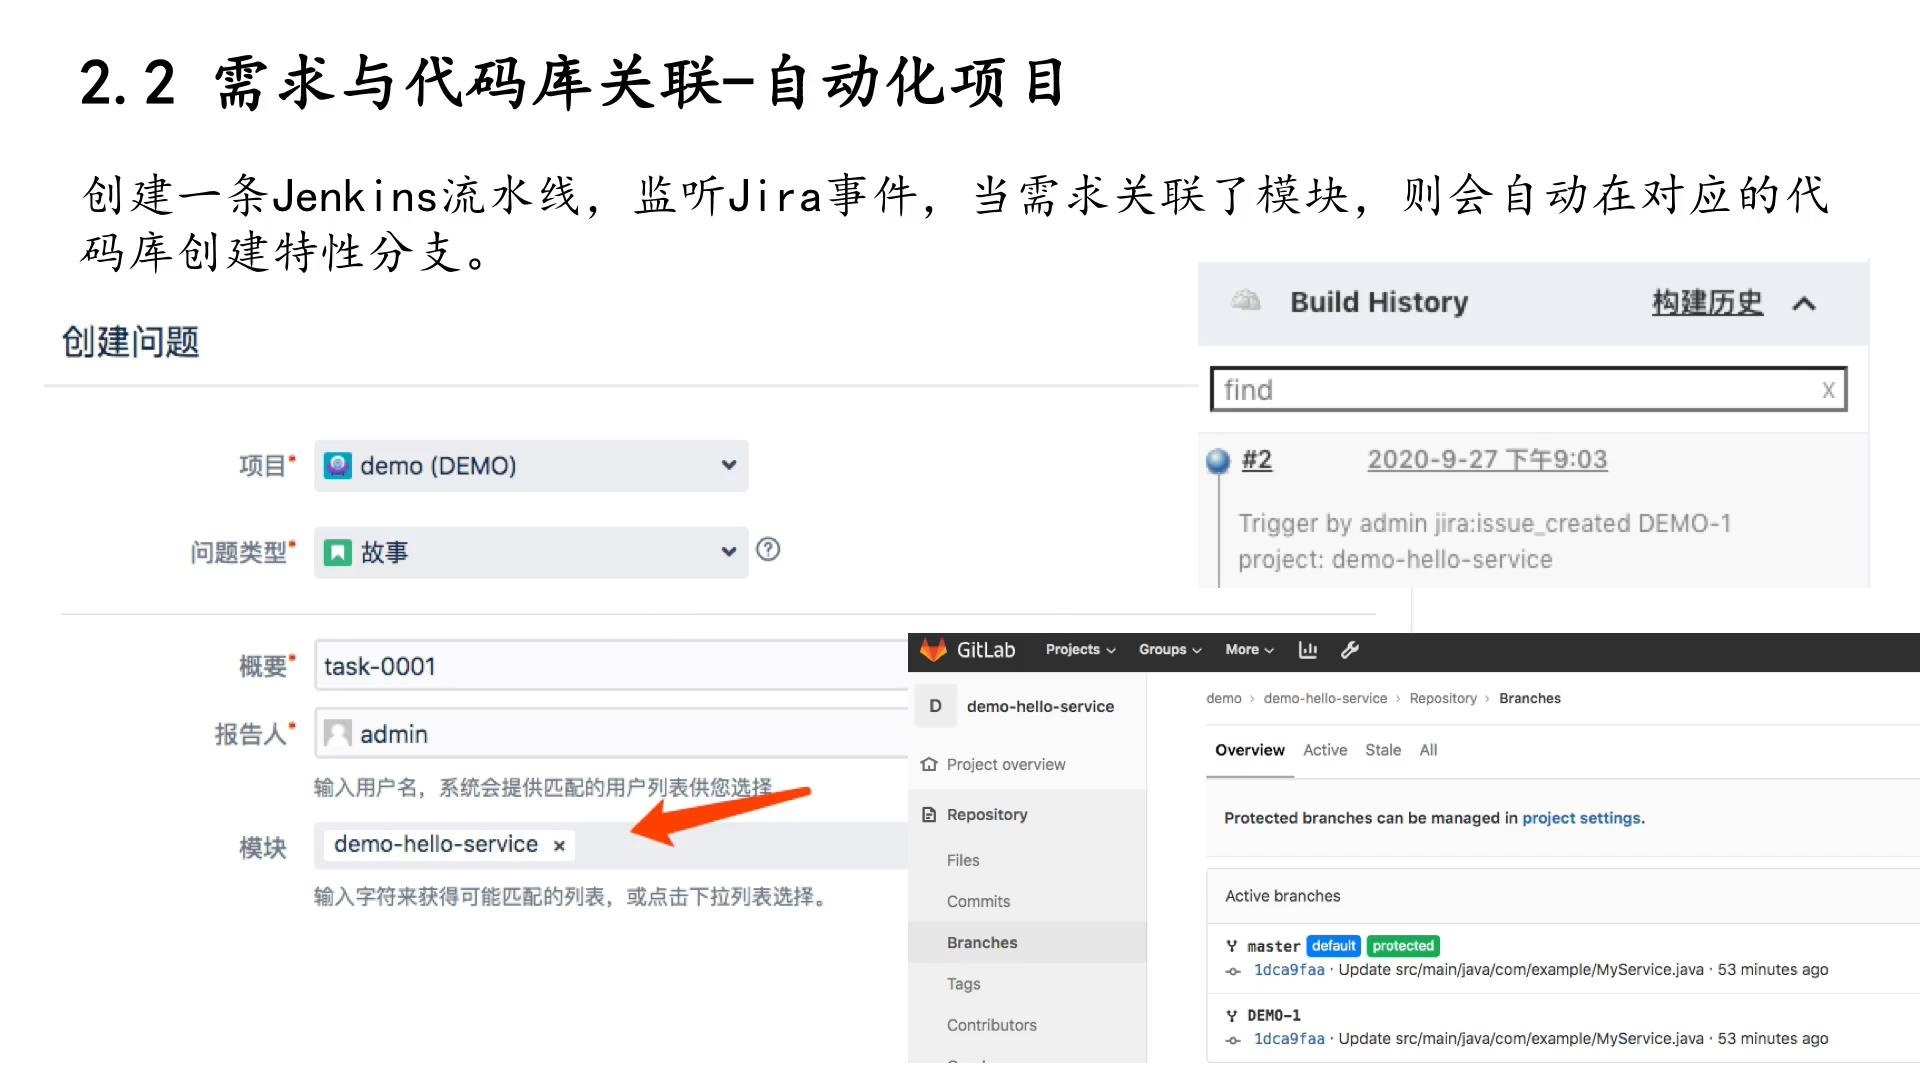 2.2 需求与代码库关联-自动化项目
创建一条Jenkins流水线，监听Jira事件，当需求关联了模块，则会自动在对应的代
码库创建特性分支。
创建问题
项目* demo (DEMO)
问题类型* 故事
概要* task-0001
报告人* admin
输入用户名，系统会提供匹配的用户列表供您选择
模块 demo-hello-service ×
输入字符来获得可能匹配的列表，或点击下拉列表选择。
Build History 构建历史
find X
#2 2020-9-27 下午9:03
Trigger by admin jira:issue_created DEMO-1
project: demo-hello-service
GitLab Projects Groups More
D demo-hello-service
Project overview
Repository
Files
Commits
Branches
Tags
Contributors
demo › demo-hello-service › Repository › Branches
Overview Active Stale All
Protected branches can be managed in project settings.
Active branches
master default protected
1dca9faa · Update src/main/java/com/example/MyService.java · 53 minutes ago
DEMO-1
1dca9faa · Update src/main/java/com/example/MyService.java · 53 minutes ago